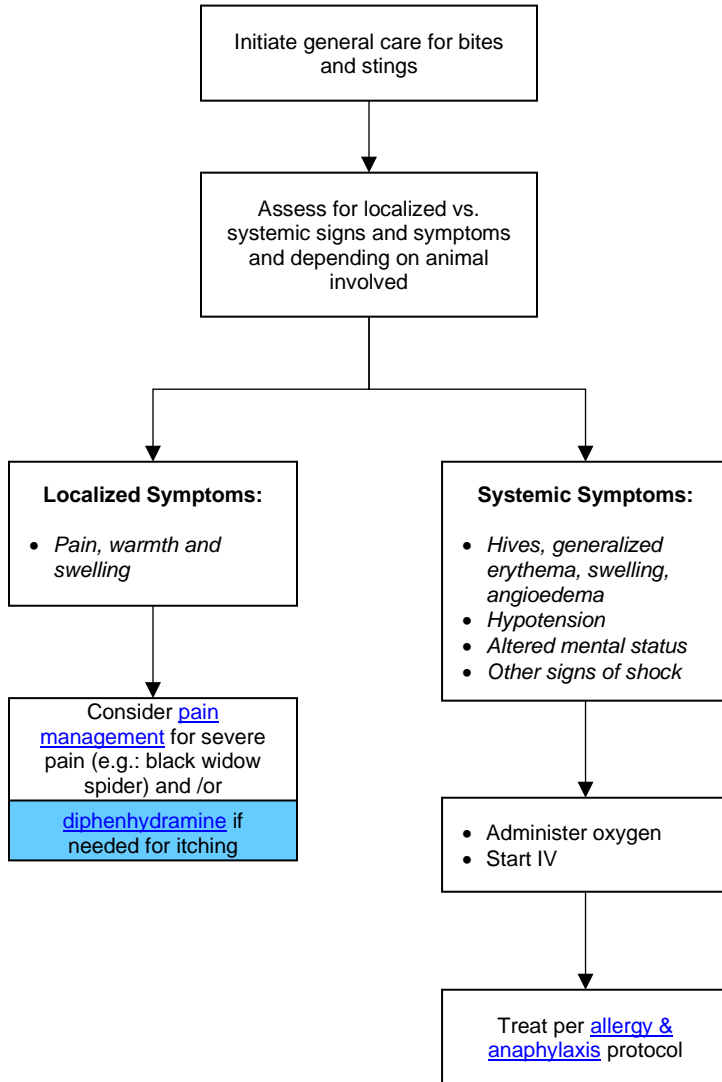 Initiate general care for bites
and stings
Assess for localized vs.
systemic signs and symptoms
and depending on animal
involved
Localized Symptoms:
• Pain, warmth and
swelling
Consider pain
management for severe
pain (e.g.: black widow
spider) and /or
diphenhydramine if
needed for itching
Systemic Symptoms:
• Hives, generalized
erythema, swelling,
angioedema
• Hypotension
• Altered mental status
• Other signs of shock
• Administer oxygen
• Start IV
Treat per allergy &
anaphylaxis protocol